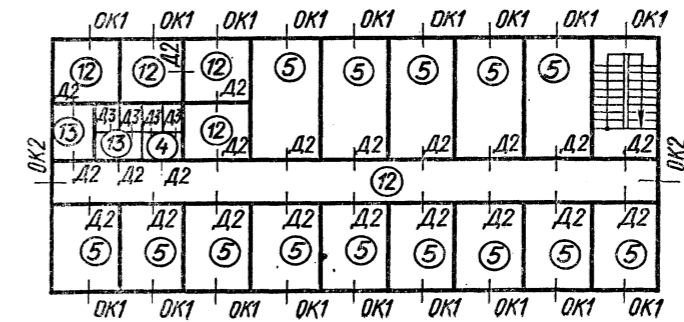 ОК1 ОК1 ОК1 ОК1 ОК1 ОК1 ОК1 ОК1 ОК1
Д2
12 12 12 5 5 5 5 5
Д2 Д2
Д3 Д3 Д3 Д3
13 13 4 12
Д2 Д2 Д2 Д2 Д2 Д2 Д2
ОК2 ОК2
Д2 Д2 Д2 12
Д2 Д2 Д2 Д2 Д2 Д2 Д2 Д2 Д2
5 5 5 5 5 5 5 5 5
ОК1 ОК1 ОК1 ОК1 ОК1 ОК1 ОК1 ОК1 ОК1